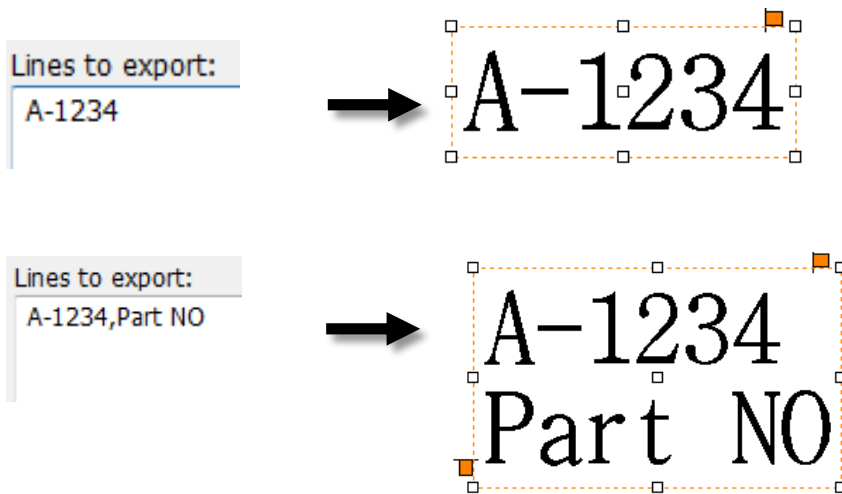 Lines to export:
A-1234
A-1234
Lines to export:
A-1234,Part NO
A-1234
Part NO